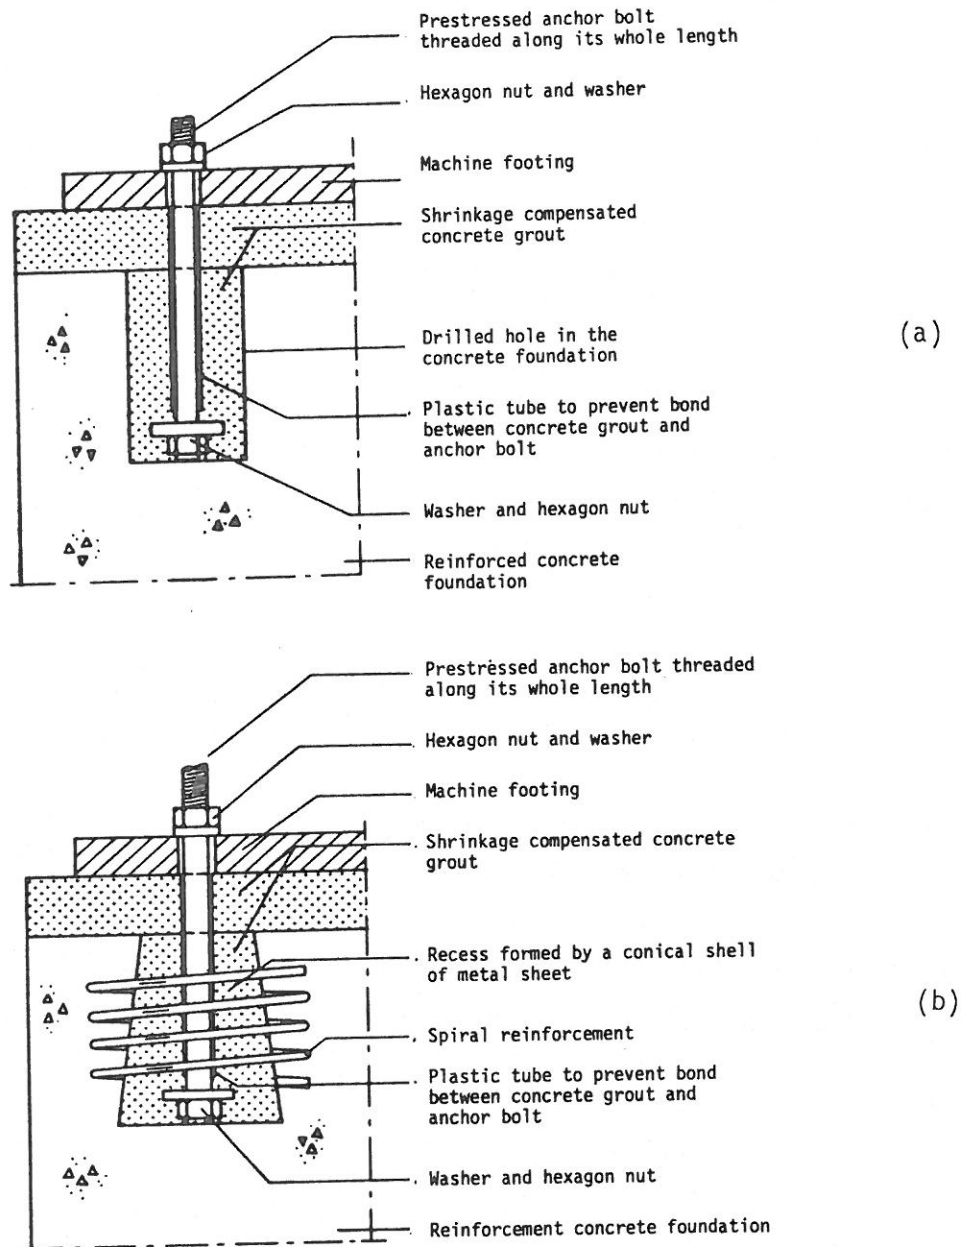 Prestressed anchor bolt
threaded along its whole length
Hexagon nut and washer
Machine footing
Shrinkage compensated
concrete grout
Drilled hole in the
concrete foundation
(a)
Plastic tube to prevent bond
between concrete grout and
anchor bolt
Washer and hexagon nut
Reinforced concrete
foundation
Prestressed anchor bolt threaded
along its whole length
Hexagon nut and washer
Machine footing
Shrinkage compensated concrete
grout
Recess formed by a conical shell
of metal sheet
(b)
Spiral reinforcement
Plastic tube to prevent bond
between concrete grout and
anchor bolt
Washer and hexagon nut
Reinforcement concrete foundation